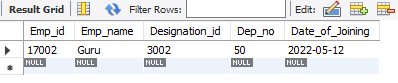 Result Grid Filter Rows: Edit:
Emp_id Emp_name Designation_id Dep_no Date_of_Joining
17002 Guru 3002 50 2022-05-12
NULL NULL NULL NULL NULL